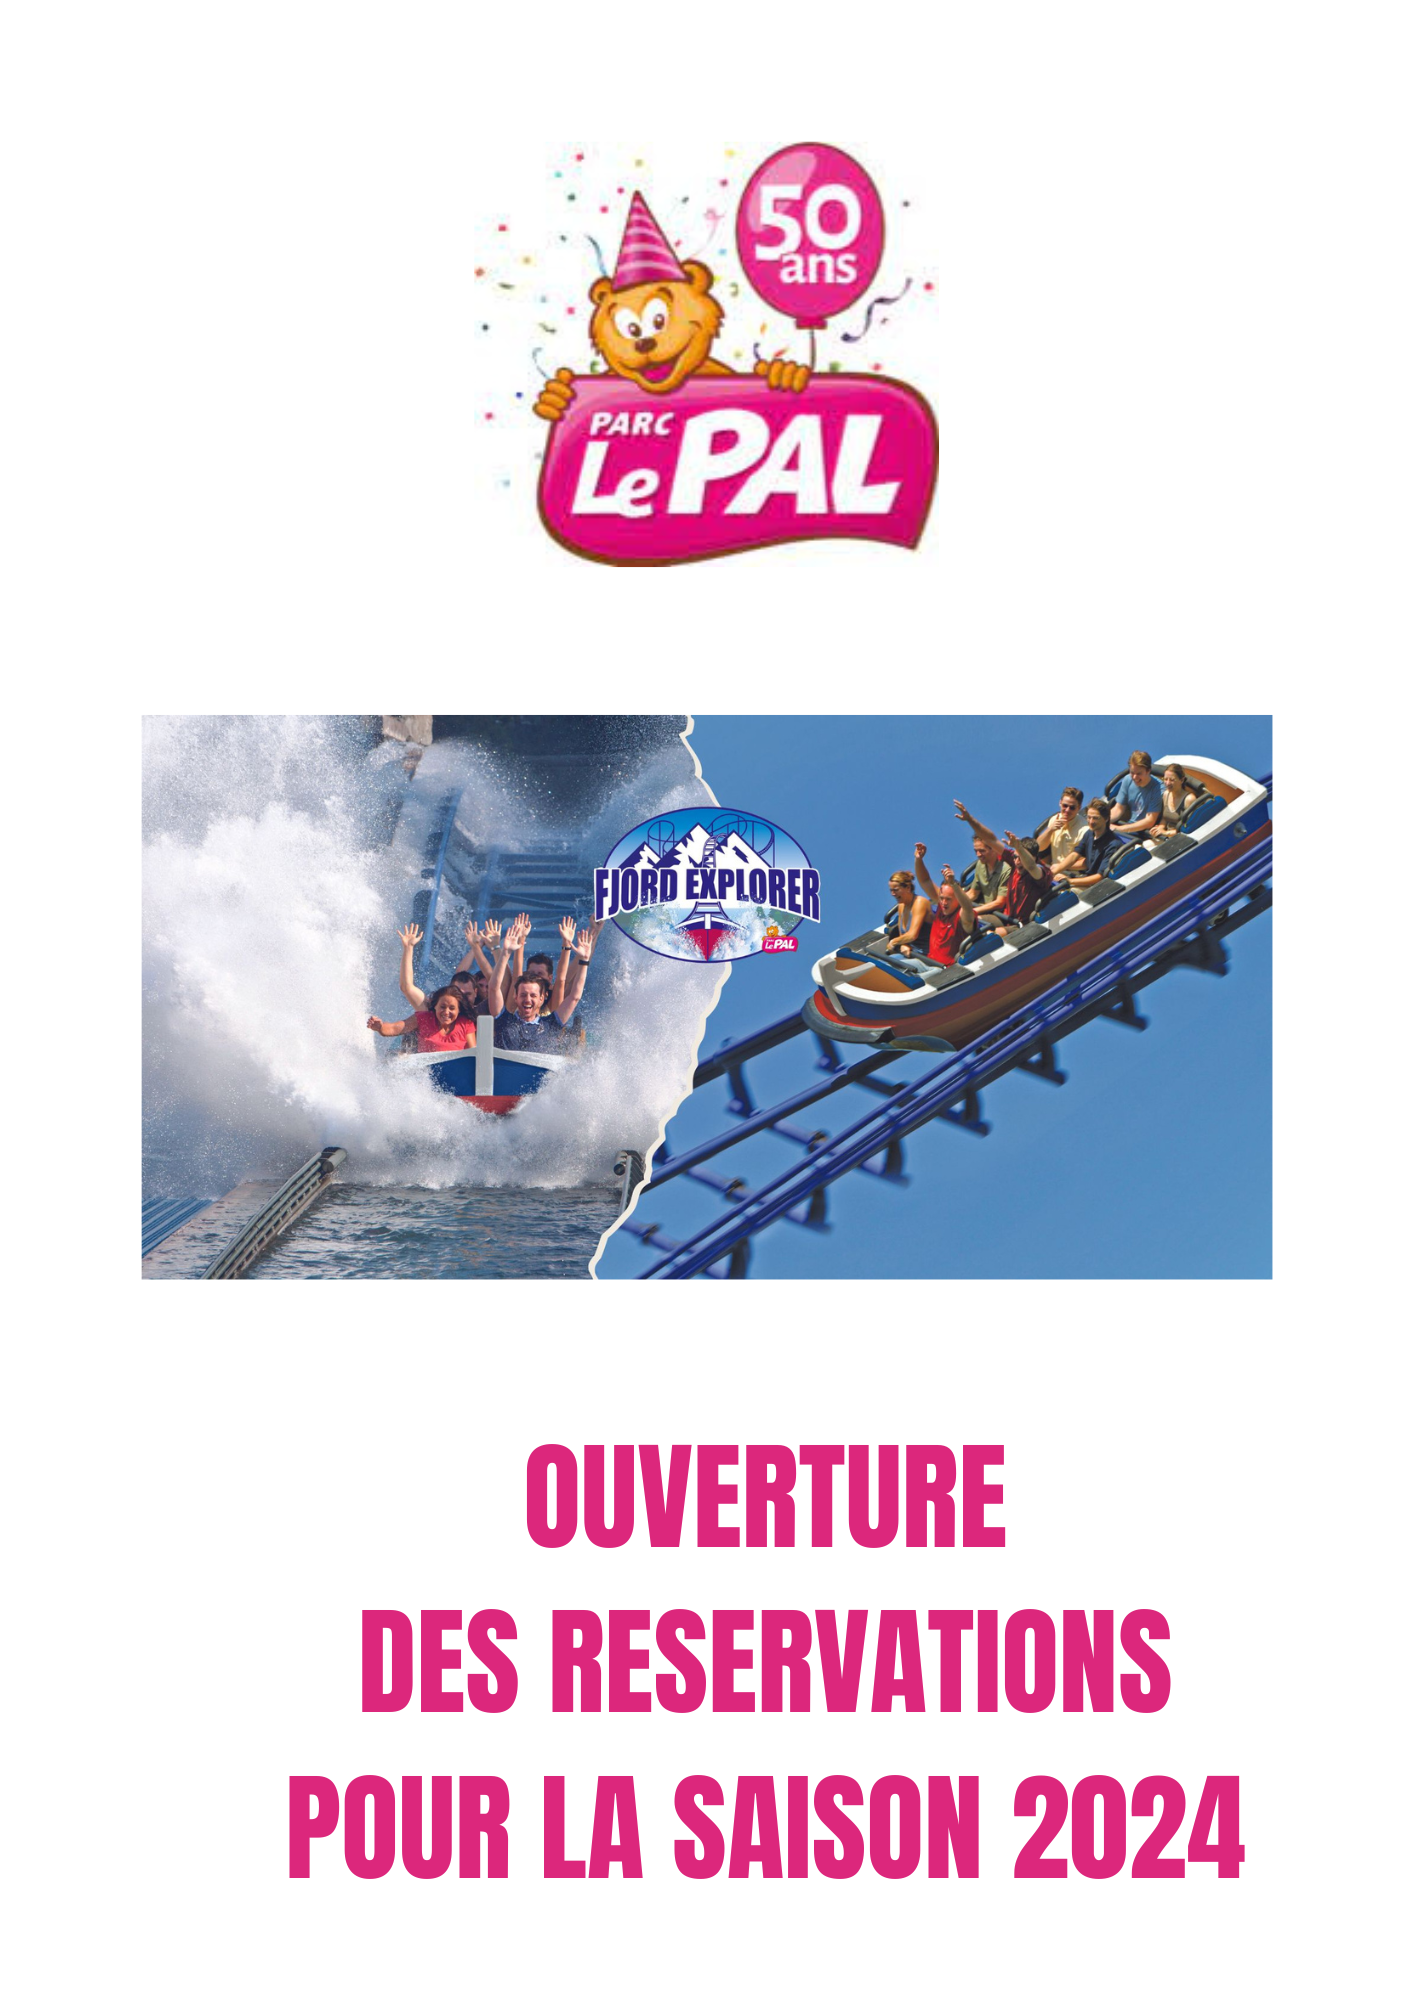 50
ans
PARC
Le PAL
FJORD EXPLORER
Le PAL
OUVERTURE
DES RESERVATIONS
POUR LA SAISON 2024